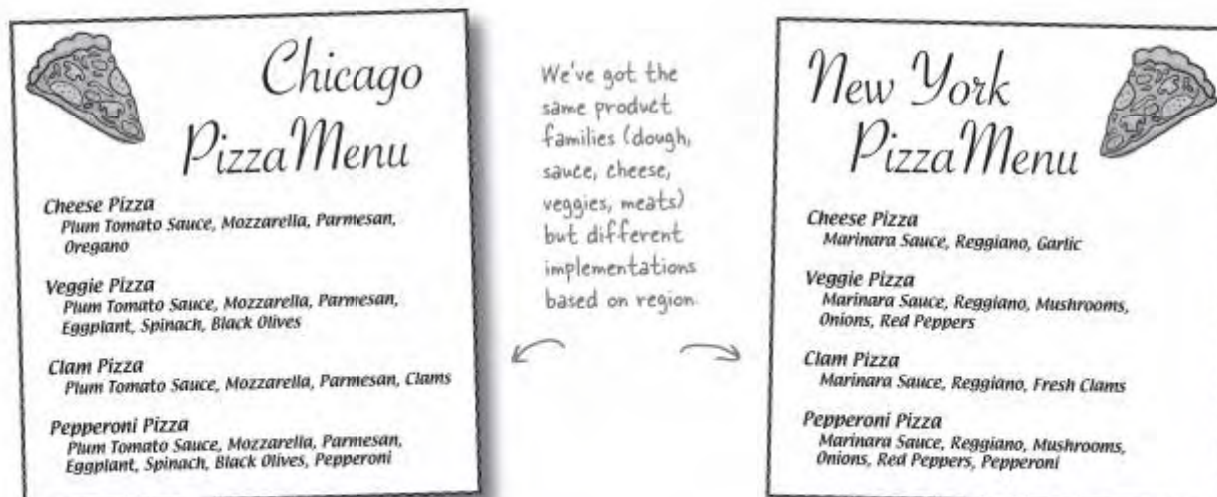 Chicago
Pizza Menu
Cheese Pizza
Plum Tomato Sauce, Mozzarella, Parmesan,
Oregano
Veggie Pizza
Plum Tomato Sauce, Mozzarella, Parmesan,
Eggplant, Spinach, Black Olives
Clam Pizza
Plum Tomato Sauce, Mozzarella, Parmesan, Clams
Pepperoni Pizza
Plum Tomato Sauce, Mozzarella, Parmesan,
Eggplant, Spinach, Black Olives, Pepperoni
We've got the
same product
families (dough,
sauce, cheese,
veggies, meats)
but different
implementations
based on region
New York
Pizza Menu
Cheese Pizza
Marinara Sauce, Reggiano, Garlic
Veggie Pizza
Marinara Sauce, Reggiano, Mushrooms,
Onions, Red Peppers
Clam Pizza
Marinara Sauce, Reggiano, Fresh Clams
Pepperoni Pizza
Marinara Sauce, Reggiano, Mushrooms,
Onions, Red Peppers, Pepperoni